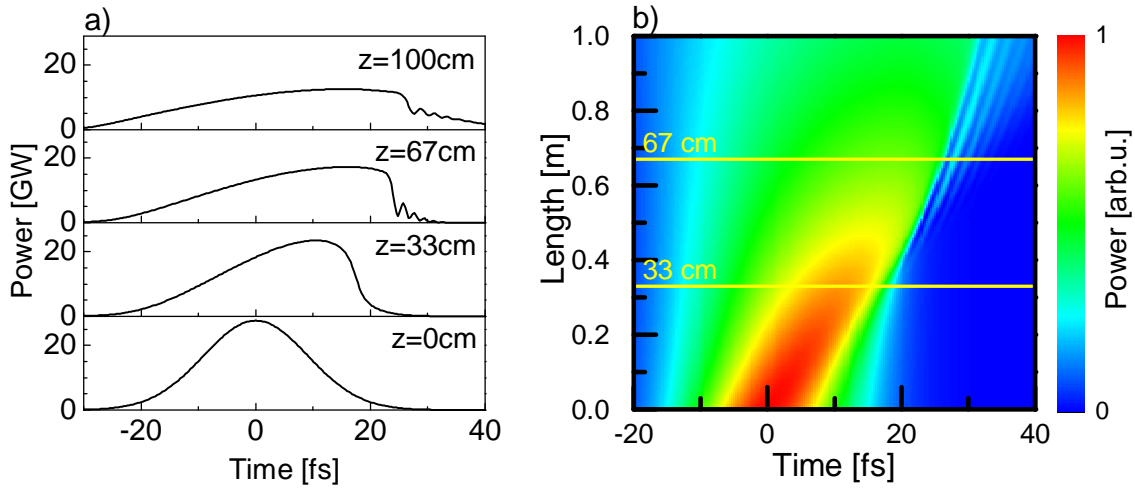 a)
z=100cm
z=67cm
z=33cm
z=0cm
20
0
20
0
20
0
20
0
-20
0
20
40
Power [GW]
Time [fs]
b)
1.0
0.8
0.6
0.4
0.2
0.0
67 cm
33 cm
-20
0
20
40
Length [m]
Time [fs]
1
0
Power [arb.u.]